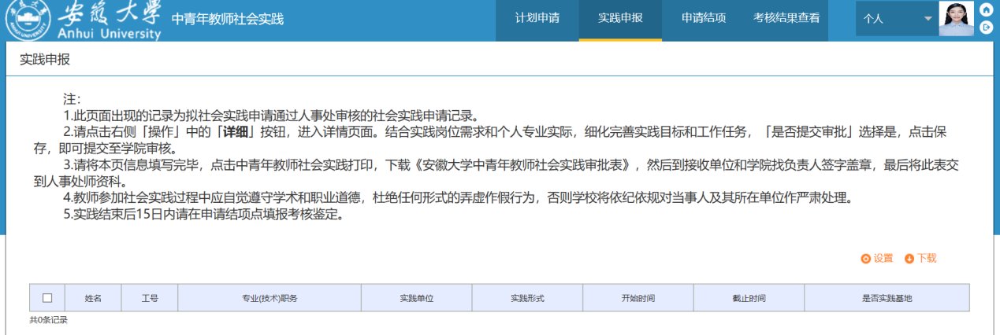 安徽大学 中青年教师社会实践 计划申请 实践申报 申请结项 考核结果查看 个人
Anhui University
实践申报
注：
1.此页面出现的记录为拟社会实践申请通过人事处审核的社会实践申请记录。
2.请点击右侧「操作」中的「详细」按钮，进入详情页面。结合实践岗位需求和个人专业实际，细化完善实践目标和工作任务，「是否提交审批」选择是，点击保
存，即可提交至学院审核。
3.请将本页信息填写完毕，点击中青年教师社会实践打印，下载《安徽大学中青年教师社会实践审批表》，然后到接收单位和学院找负责人签字盖章，最后将此表交
到人事处师资科。
4.教师参加社会实践过程中应自觉遵守学术和职业道德，杜绝任何形式的弄虚作假行为，否则学校将依纪依规对当事人及其所在单位作严肃处理。
5.实践结束后15日内请在申请结项点填报考核鉴定。
设置 下载
姓名 工号 专业(技术)职务 实践单位 实践形式 开始时间 截止时间 是否实践基地
共0条记录